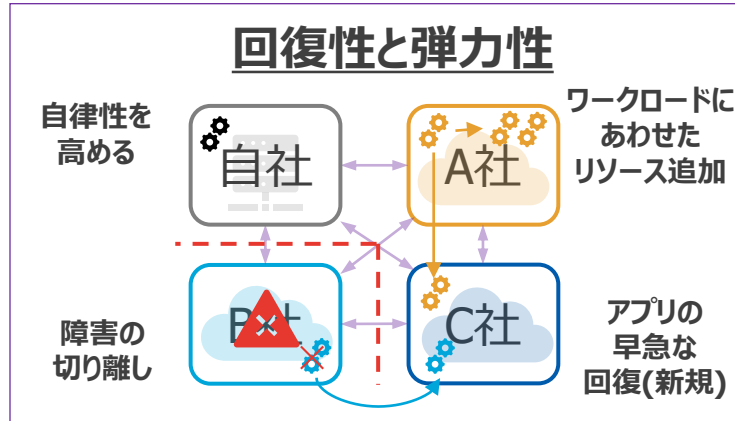 回復性と弾力性
自律性を
高める
自社
A社
ワークロードに
あわせた
リソース追加
障害の
切り離し
B社
C社
アプリの
早急な
回復(新規)